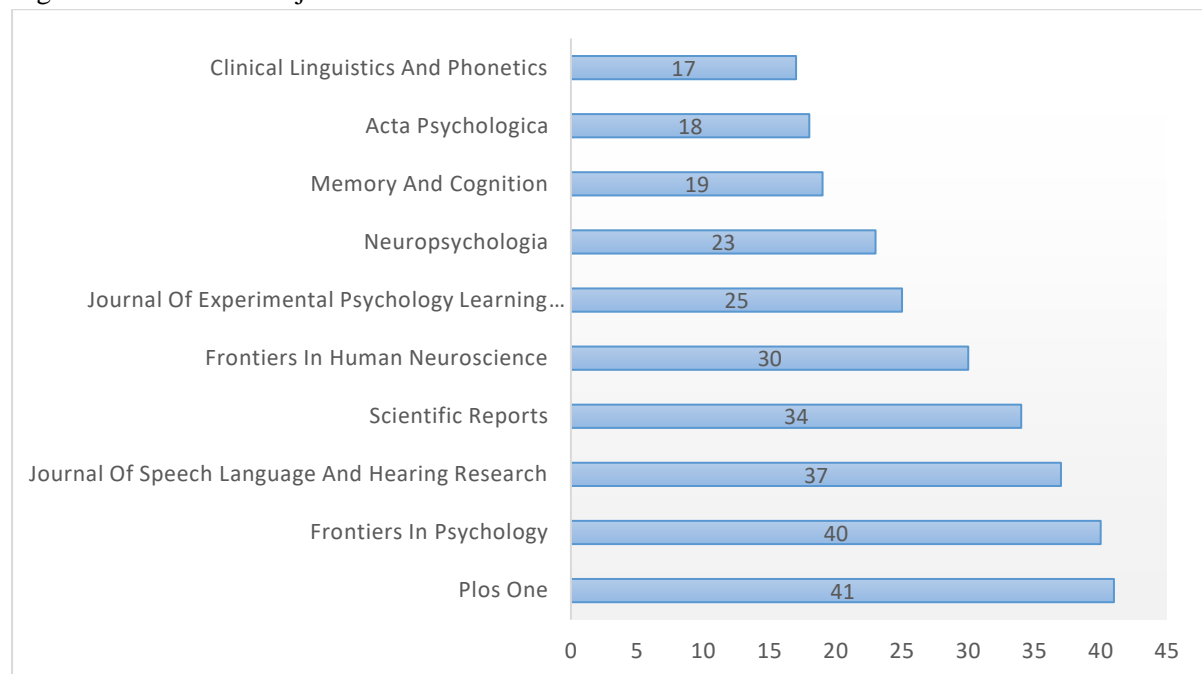 Clinical Linguistics And Phonetics 17
Acta Psychologica 18
Memory And Cognition 19
Neuropsychologia 23
Journal Of Experimental Psychology Learning... 25
Frontiers In Human Neuroscience 30
Scientific Reports 34
Journal Of Speech Language And Hearing Research 37
Frontiers In Psychology 40
Plos One 41
0 5 10 15 20 25 30 35 40 45